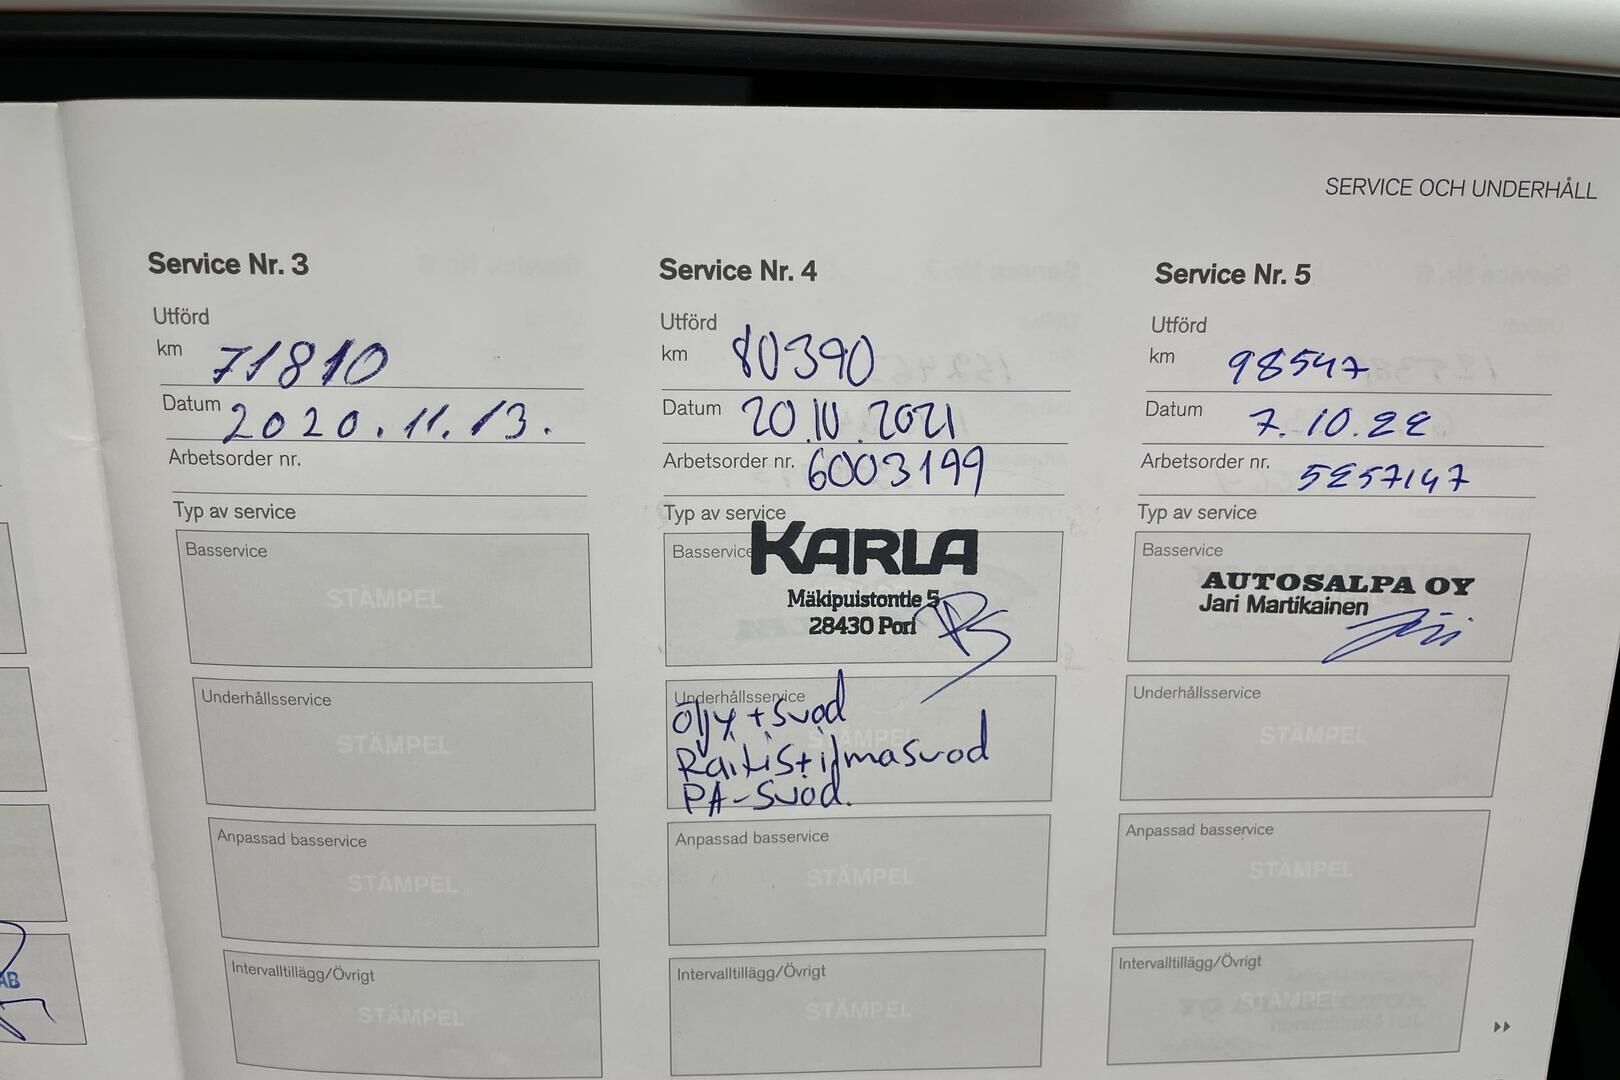 SERVICE OCH UNDERHÅLL
Service Nr. 3
Utförd
km 71810
Datum 2020.11.13.
Arbetsorder nr.
Typ av service
Basservice
STÄMPEL
Underhållsservice
STÄMPEL
Anpassad basservice
STÄMPEL
Intervalltillägg/Övrigt
STÄMPEL
Service Nr. 4
Utförd
km 80390
Datum 20.10.2021
Arbetsorder nr. 6003199
Typ av service
Basservice
KARLA
Mäkipuistontie 5
28430 Pori
Underhållsservice
Öljy + Suod
STÄMPEL
Raitisilmasuod
PA-Suod.
Anpassad basservice
STÄMPEL
Intervalltillägg/Övrigt
STÄMPEL
Service Nr. 5
Utförd
km 98547
Datum 7.10.22
Arbetsorder nr. 5257147
Typ av service
Basservice
AUTOSALPA OY
Jari Martikainen
Underhållsservice
STÄMPEL
Anpassad basservice
STÄMPEL
Intervalltillägg/Övrigt
STÄMPEL
AB